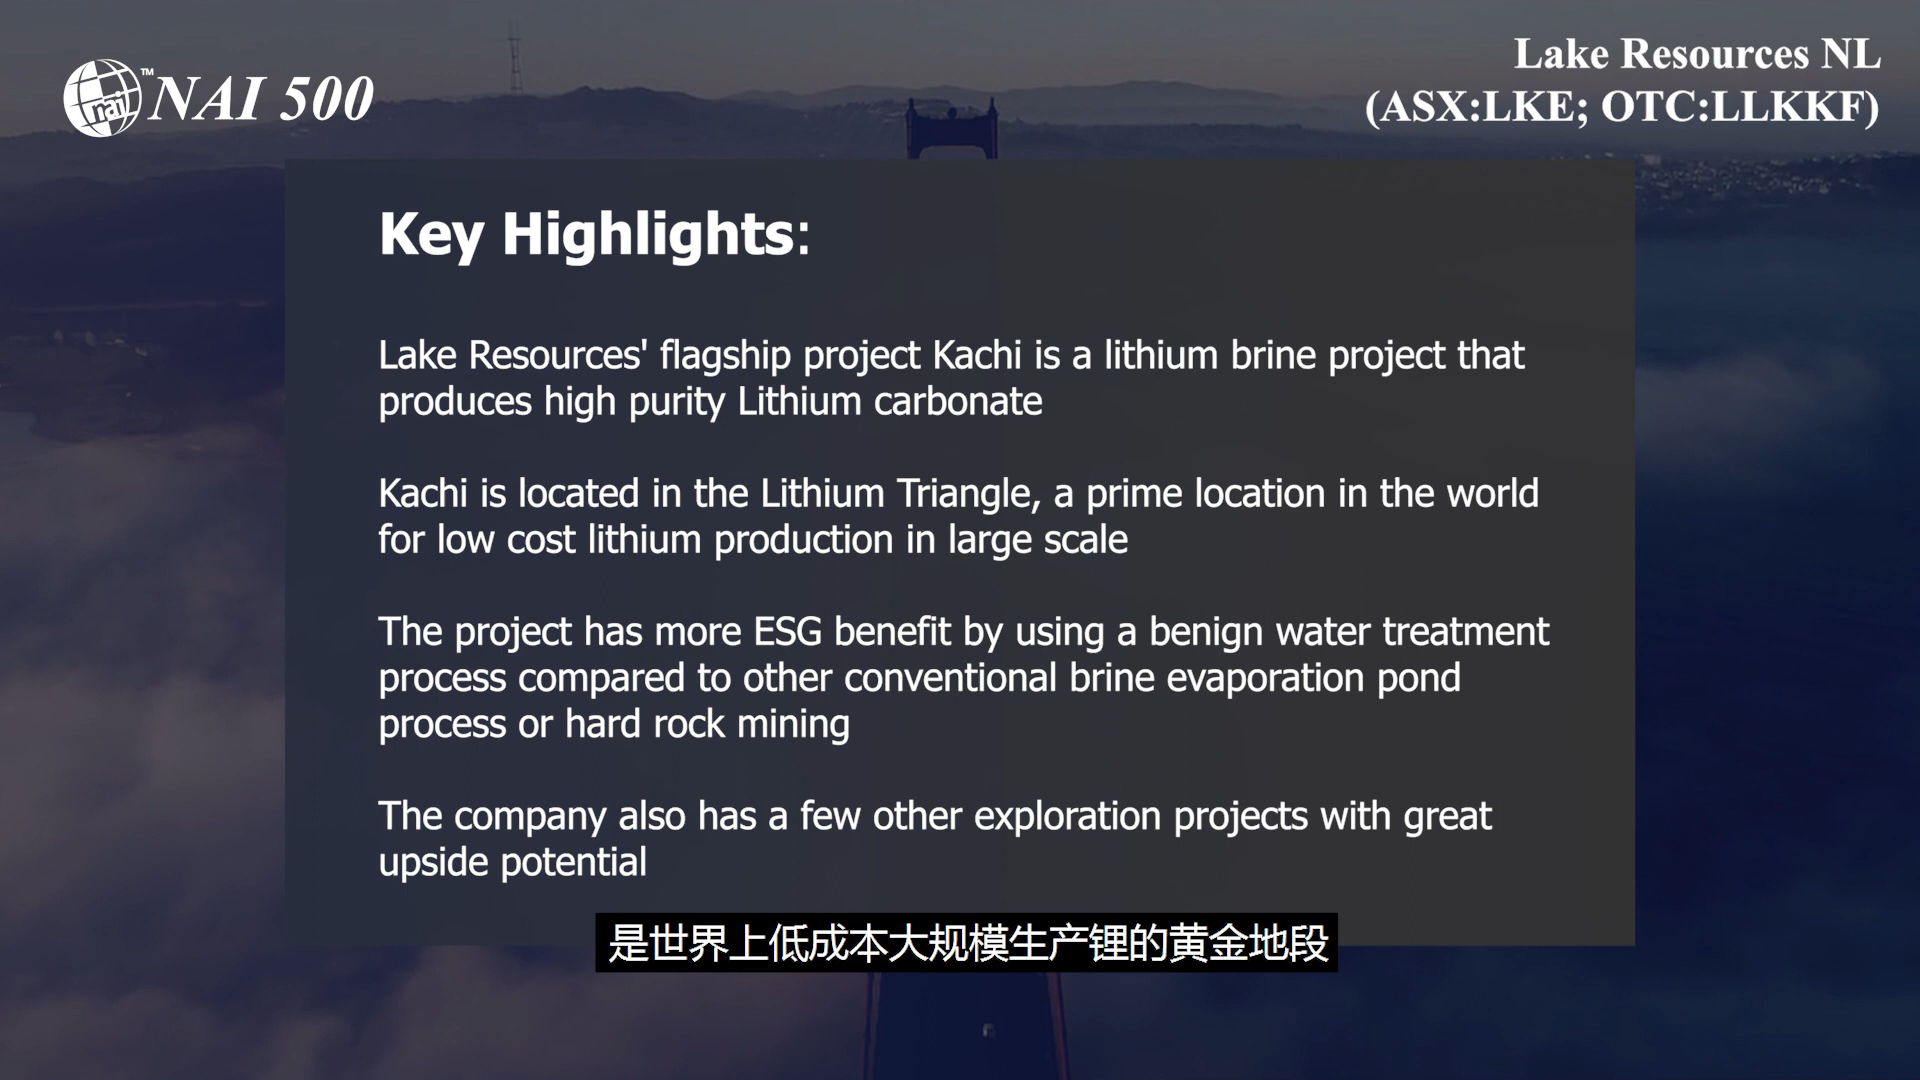 nai
™NAI 500
Lake Resources NL
(ASX:LKE; OTC:LLKKF)
Key Highlights:
Lake Resources' flagship project Kachi is a lithium brine project that
produces high purity Lithium carbonate
Kachi is located in the Lithium Triangle, a prime location in the world
for low cost lithium production in large scale
The project has more ESG benefit by using a benign water treatment
process compared to other conventional brine evaporation pond
process or hard rock mining
The company also has a few other exploration projects with great
upside potential
是世界上低成本大规模生产锂的黄金地段